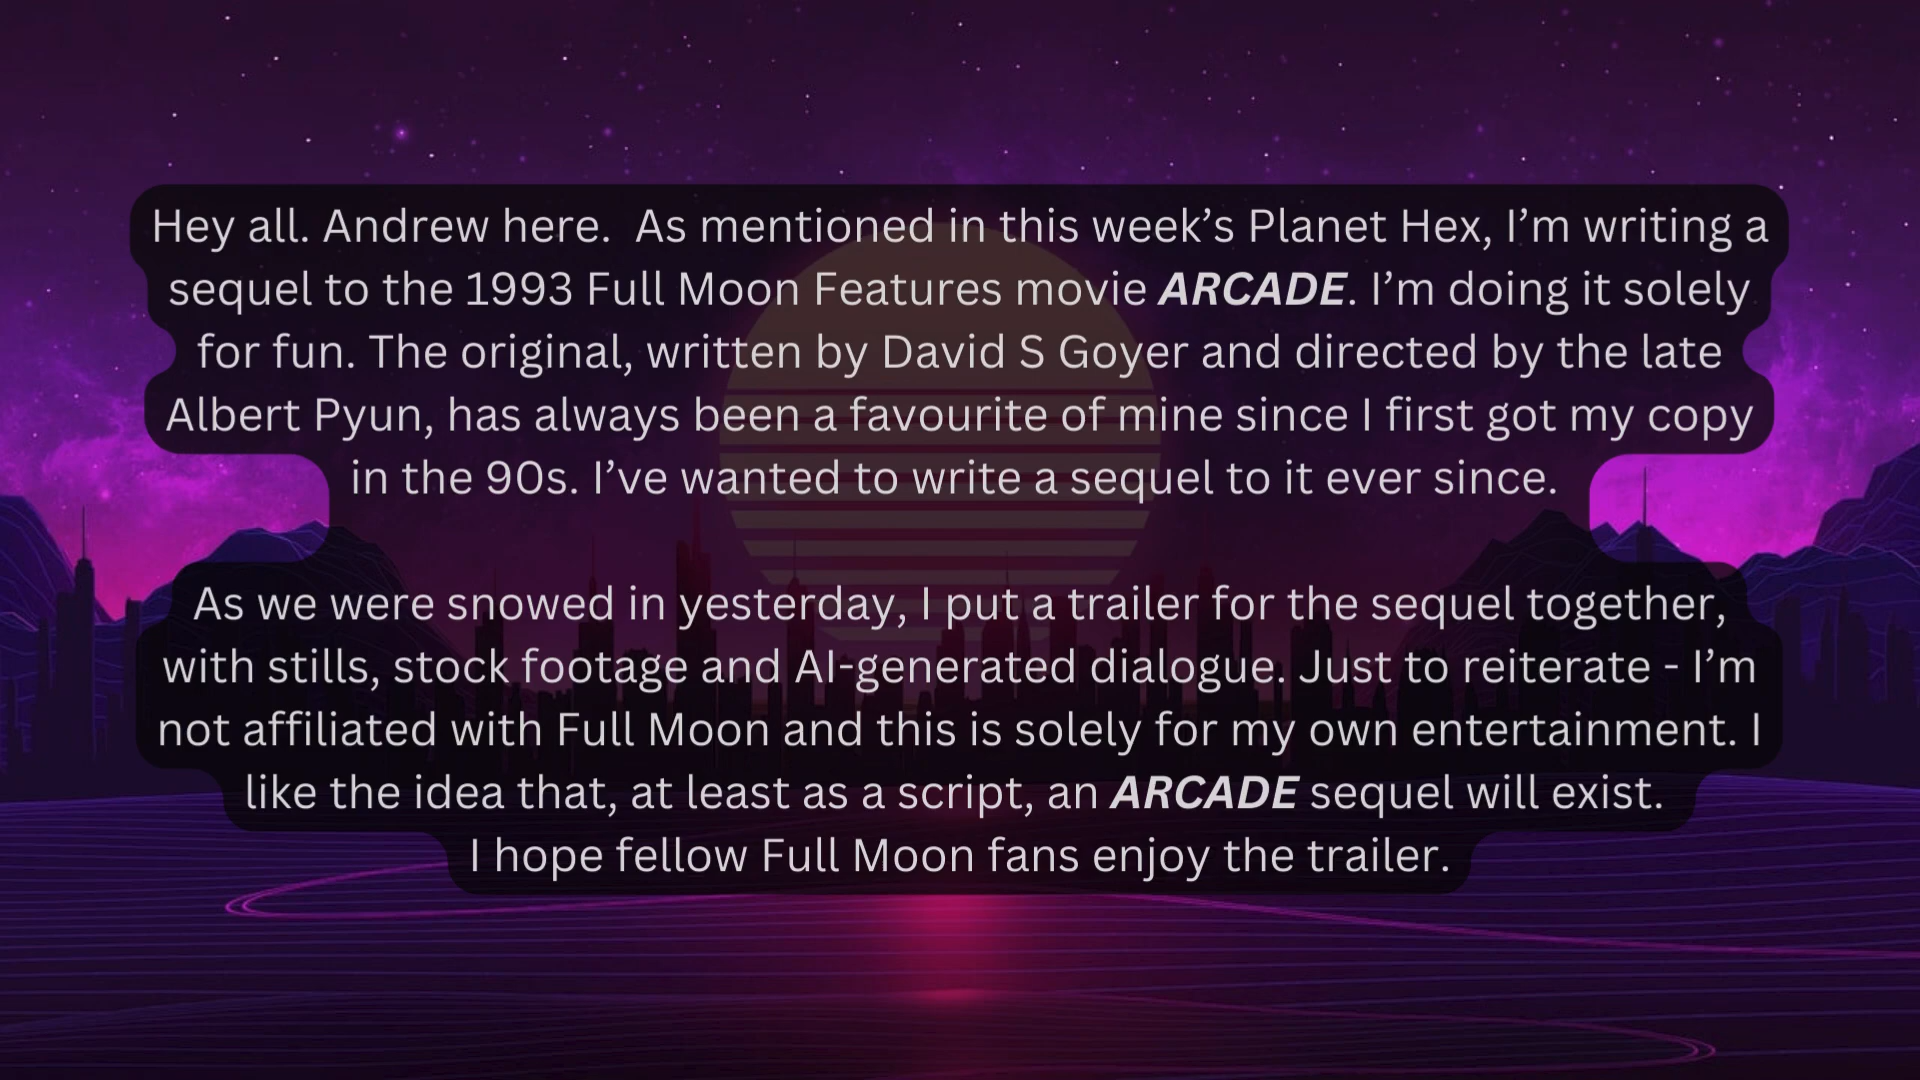 Hey all. Andrew here.  As mentioned in this week’s Planet Hex, I’m writing a
sequel to the 1993 Full Moon Features movie ARCADE. I’m doing it solely
for fun. The original, written by David S Goyer and directed by the late
Albert Pyun, has always been a favourite of mine since I first got my copy
in the 90s. I’ve wanted to write a sequel to it ever since.
As we were snowed in yesterday, I put a trailer for the sequel together,
with stills, stock footage and AI-generated dialogue. Just to reiterate - I’m
not affiliated with Full Moon and this is solely for my own entertainment. I
like the idea that, at least as a script, an ARCADE sequel will exist.
I hope fellow Full Moon fans enjoy the trailer.